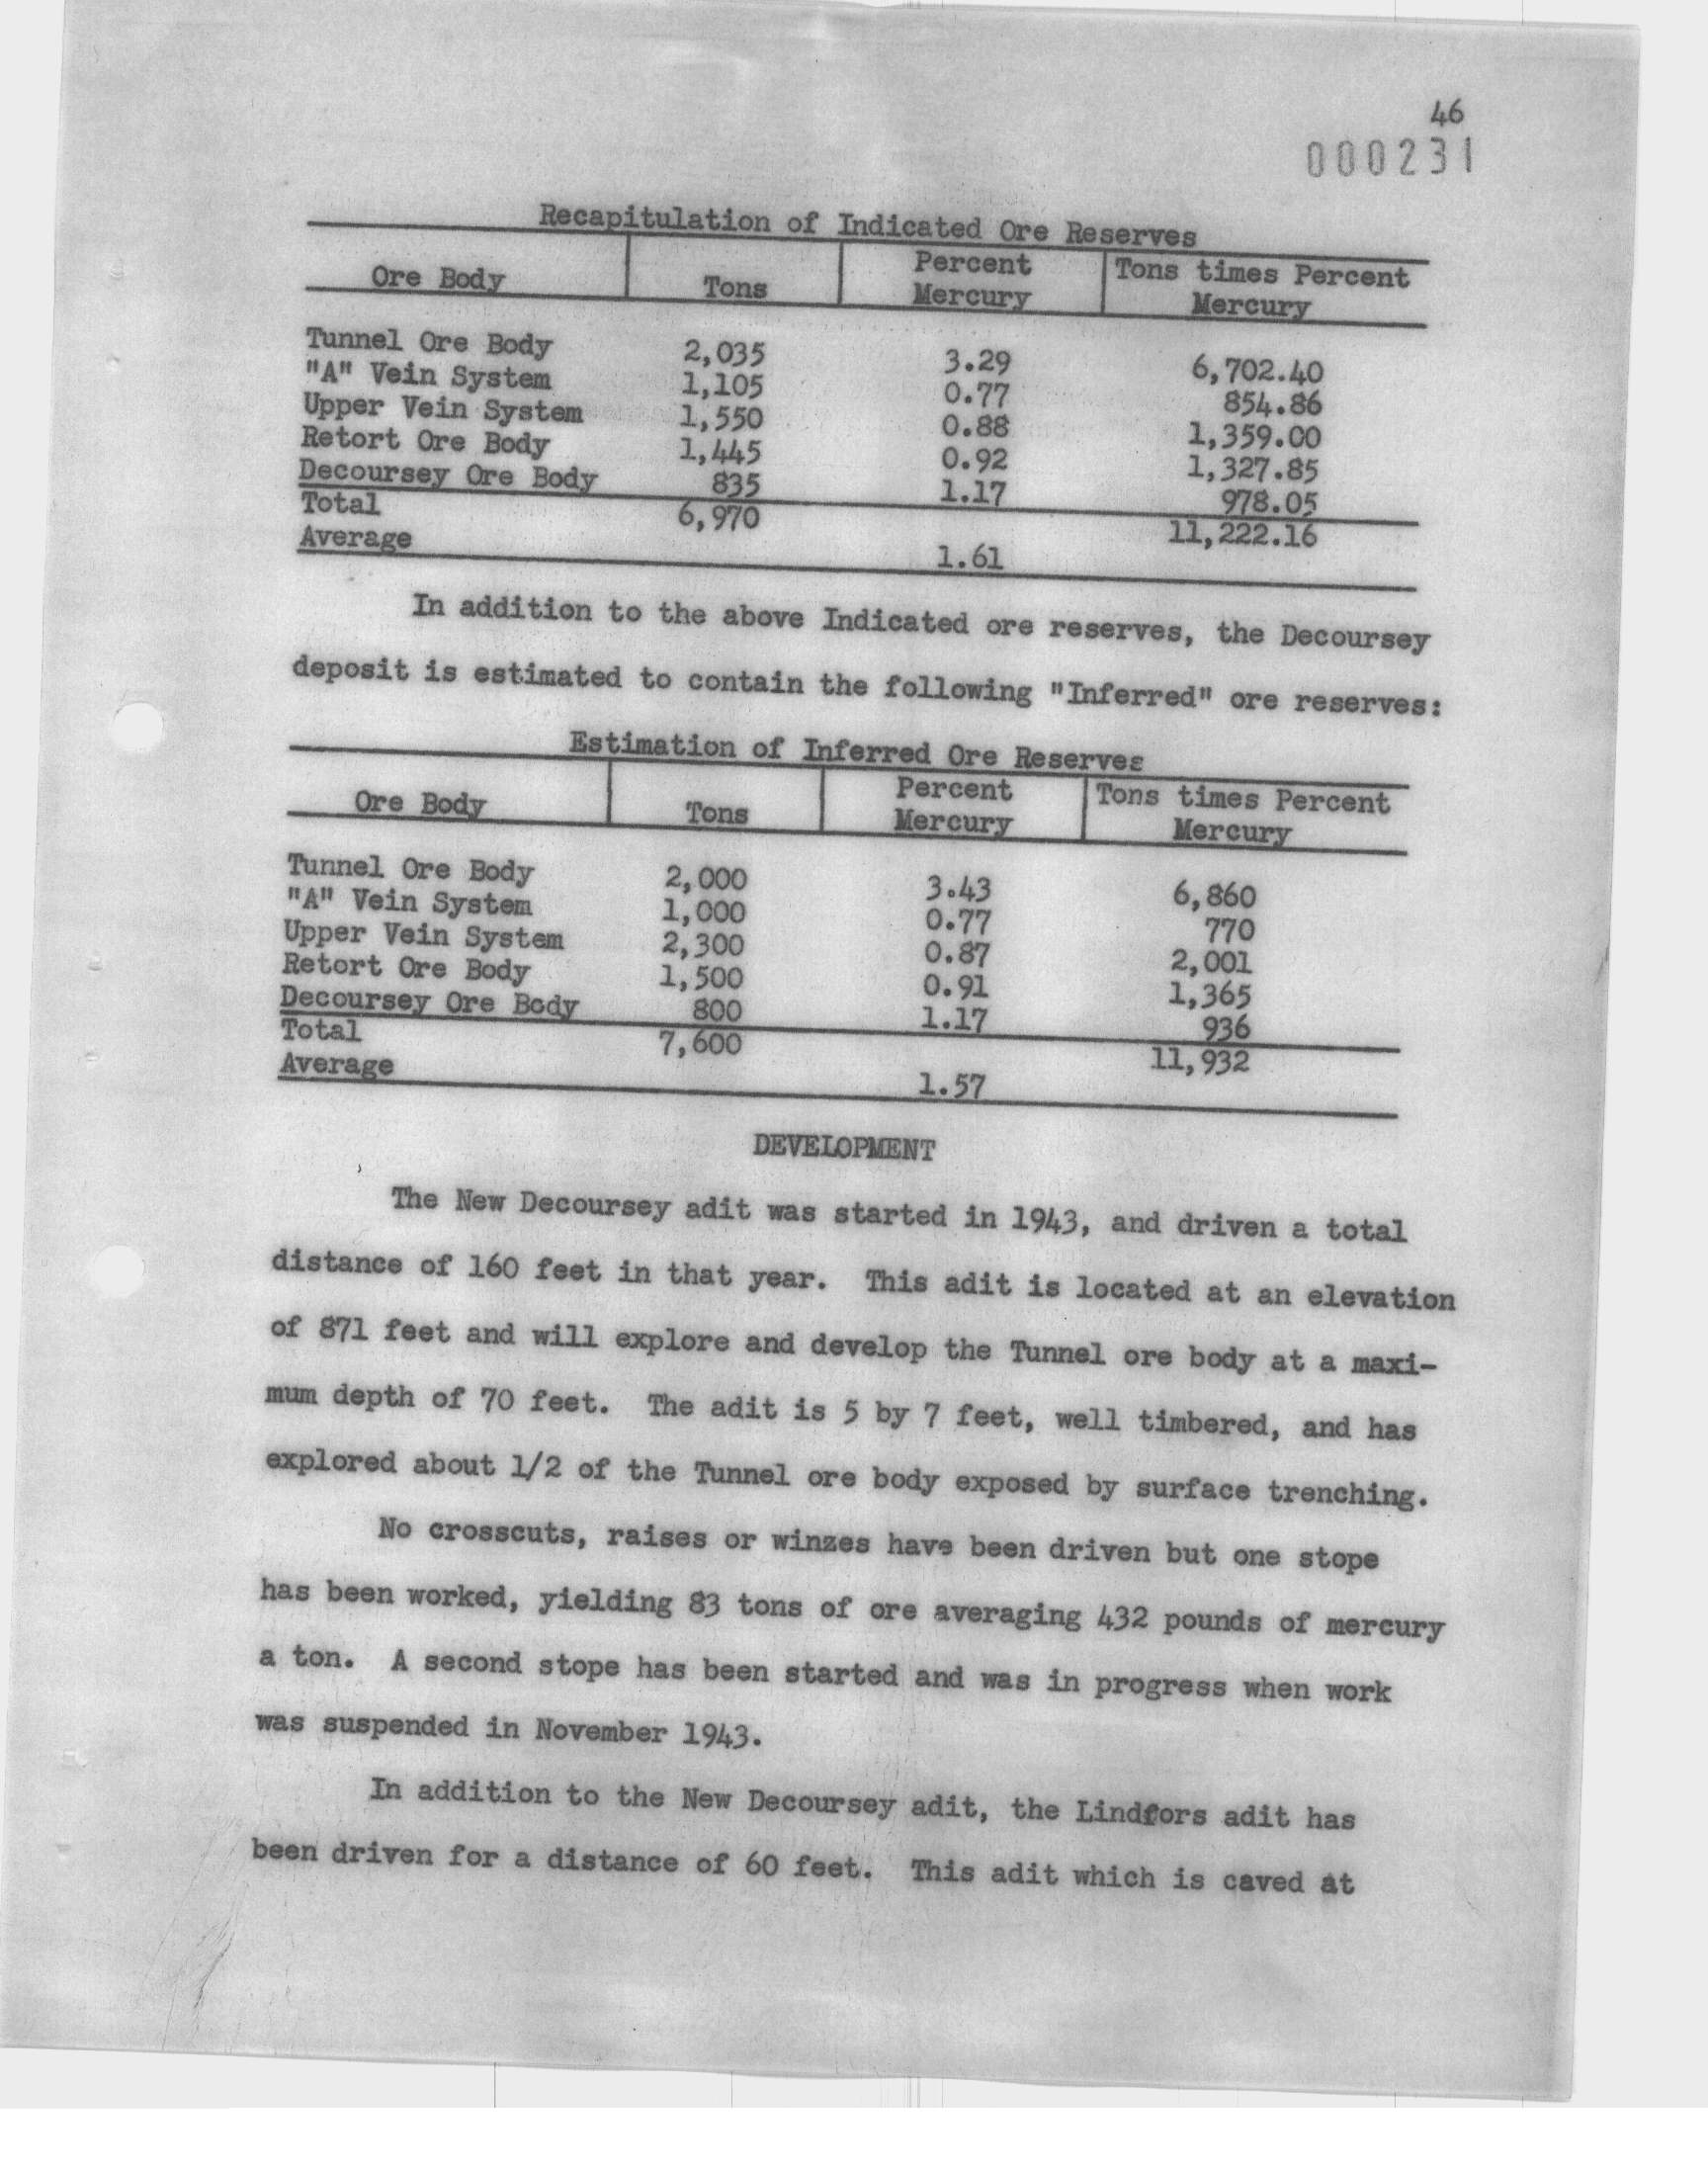 46
000231
Recapitulation of Indicated Ore Reserves
Ore Body Tons Percent Mercury Tons times Percent Mercury
Tunnel Ore Body 2,035 3.29 6,702.40
"A" Vein System 1,105 0.77 854.86
Upper Vein System 1,550 0.88 1,359.00
Retort Ore Body 1,445 0.92 1,327.85
Decoursey Ore Body 835 1.17 978.05
Total 6,970 11,222.16
Average 1.61
In addition to the above Indicated ore reserves, the Decoursey
deposit is estimated to contain the following "Inferred" ore reserves:
Estimation of Inferred Ore Reserves
Ore Body Tons Percent Mercury Tons times Percent Mercury
Tunnel Ore Body 2,000 3.43 6,860
"A" Vein System 1,000 0.77 770
Upper Vein System 2,300 0.87 2,001
Retort Ore Body 1,500 0.91 1,365
Decoursey Ore Body 800 1.17 936
Total 7,600 11,932
Average 1.57
DEVELOPMENT
The New Decoursey adit was started in 1943, and driven a total
distance of 160 feet in that year. This adit is located at an elevation
of 871 feet and will explore and develop the Tunnel ore body at a maxi-
mum depth of 70 feet. The adit is 5 by 7 feet, well timbered, and has
explored about 1/2 of the Tunnel ore body exposed by surface trenching.
No crosscuts, raises or winzes have been driven but one stope
has been worked, yielding 83 tons of ore averaging 432 pounds of mercury
a ton. A second stope has been started and was in progress when work
was suspended in November 1943.
In addition to the New Decoursey adit, the Lindfors adit has
been driven for a distance of 60 feet. This adit which is caved at